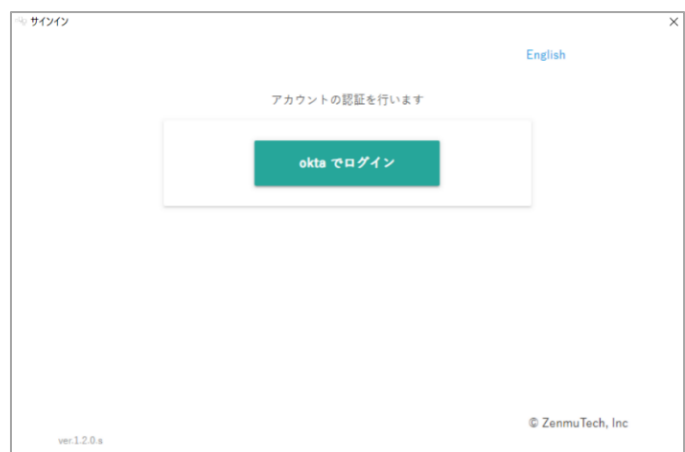 サインイン
English
アカウントの認証を行います
okta でログイン
© ZenmuTech, Inc
ver.1.2.0.s